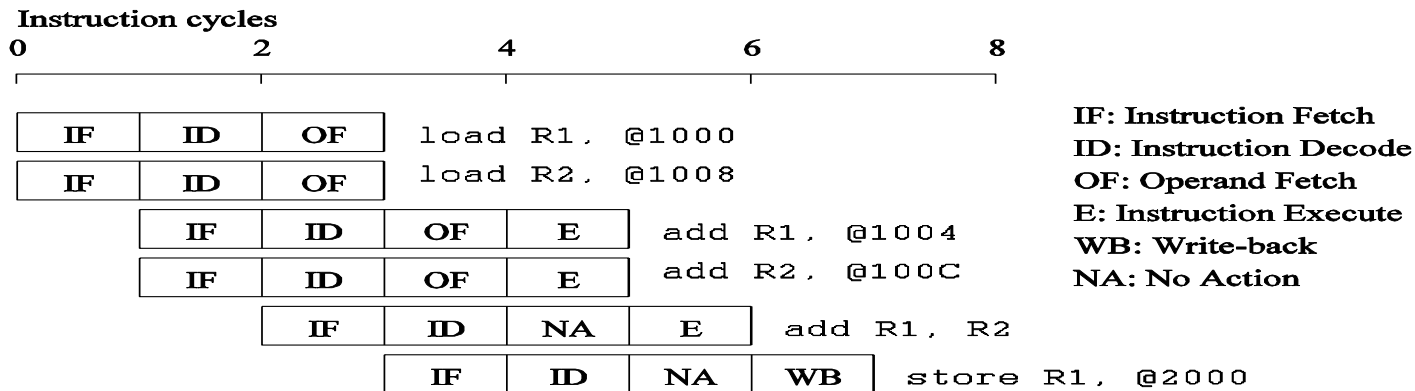 Instruction cycles
0 2 4 6 8
IF ID OF load R1, @1000
IF ID OF load R2, @1008
IF ID OF E add R1, @1004
IF ID OF E add R2, @100C
IF ID NA E add R1, R2
IF ID NA WB store R1, @2000
IF: Instruction Fetch
ID: Instruction Decode
OF: Operand Fetch
E: Instruction Execute
WB: Write-back
NA: No Action